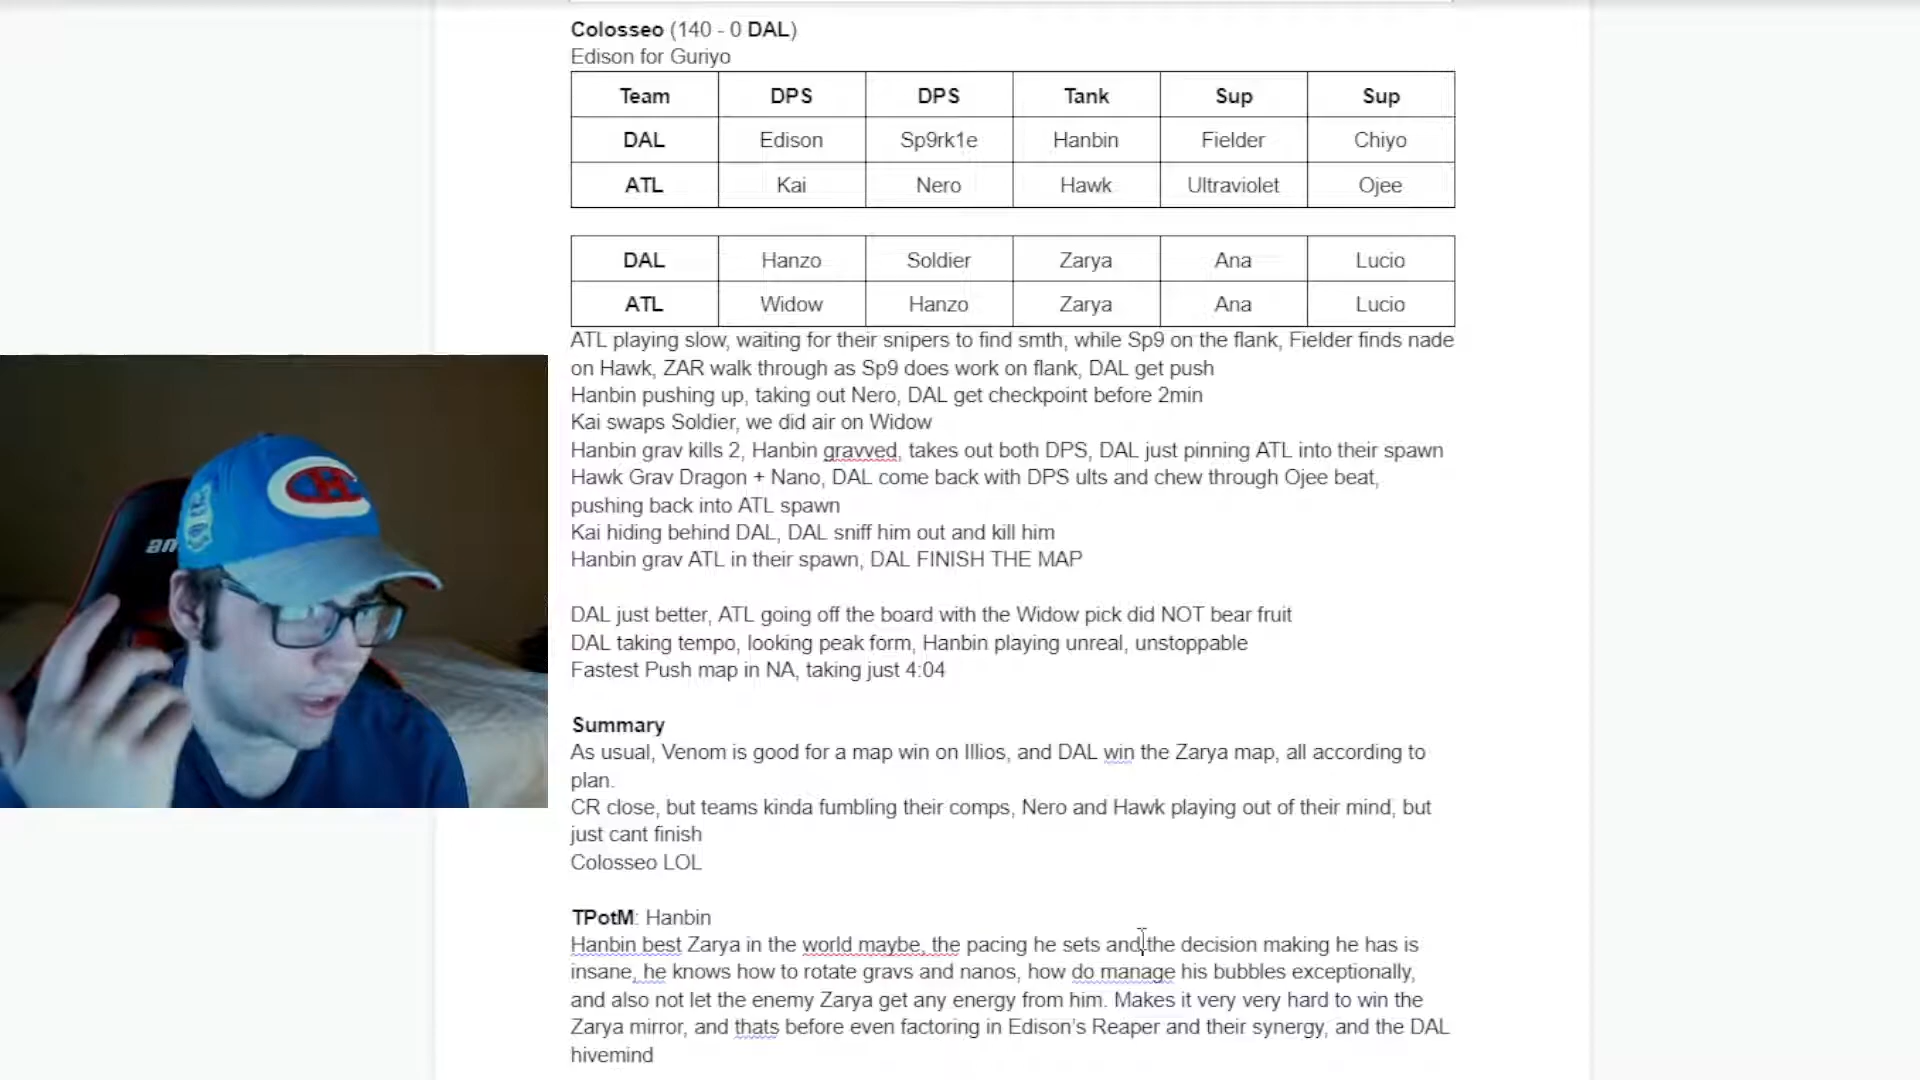 Colosseo (140 - 0 DAL)
Edison for Guriyo
Team DPS DPS Tank Sup Sup
DAL Edison Sp9rk1e Hanbin Fielder Chiyo
ATL Kai Nero Hawk Ultraviolet Ojee
DAL Hanzo Soldier Zarya Ana Lucio
ATL Widow Hanzo Zarya Ana Lucio
ATL playing slow, waiting for their snipers to find smth, while Sp9 on the flank, Fielder finds nade
on Hawk, ZAR walk through as Sp9 does work on flank, DAL get push
Hanbin pushing up, taking out Nero, DAL get checkpoint before 2min
Kai swaps Soldier, we did air on Widow
Hanbin grav kills 2, Hanbin gravved, takes out both DPS, DAL just pinning ATL into their spawn
Hawk Grav Dragon + Nano, DAL come back with DPS ults and chew through Ojee beat,
pushing back into ATL spawn
Kai hiding behind DAL, DAL sniff him out and kill him
Hanbin grav ATL in their spawn, DAL FINISH THE MAP
DAL just better, ATL going off the board with the Widow pick did NOT bear fruit
DAL taking tempo, looking peak form, Hanbin playing unreal, unstoppable
Fastest Push map in NA, taking just 4:04
Summary
As usual, Venom is good for a map win on Illios, and DAL win the Zarya map, all according to
plan.
CR close, but teams kinda fumbling their comps, Nero and Hawk playing out of their mind, but
just cant finish
Colosseo LOL
TPotM: Hanbin
Hanbin best Zarya in the world maybe, the pacing he sets and the decision making he has is
insane, he knows how to rotate gravs and nanos, how do manage his bubbles exceptionally,
and also not let the enemy Zarya get any energy from him. Makes it very very hard to win the
Zarya mirror, and thats before even factoring in Edison's Reaper and their synergy, and the DAL
hivemind